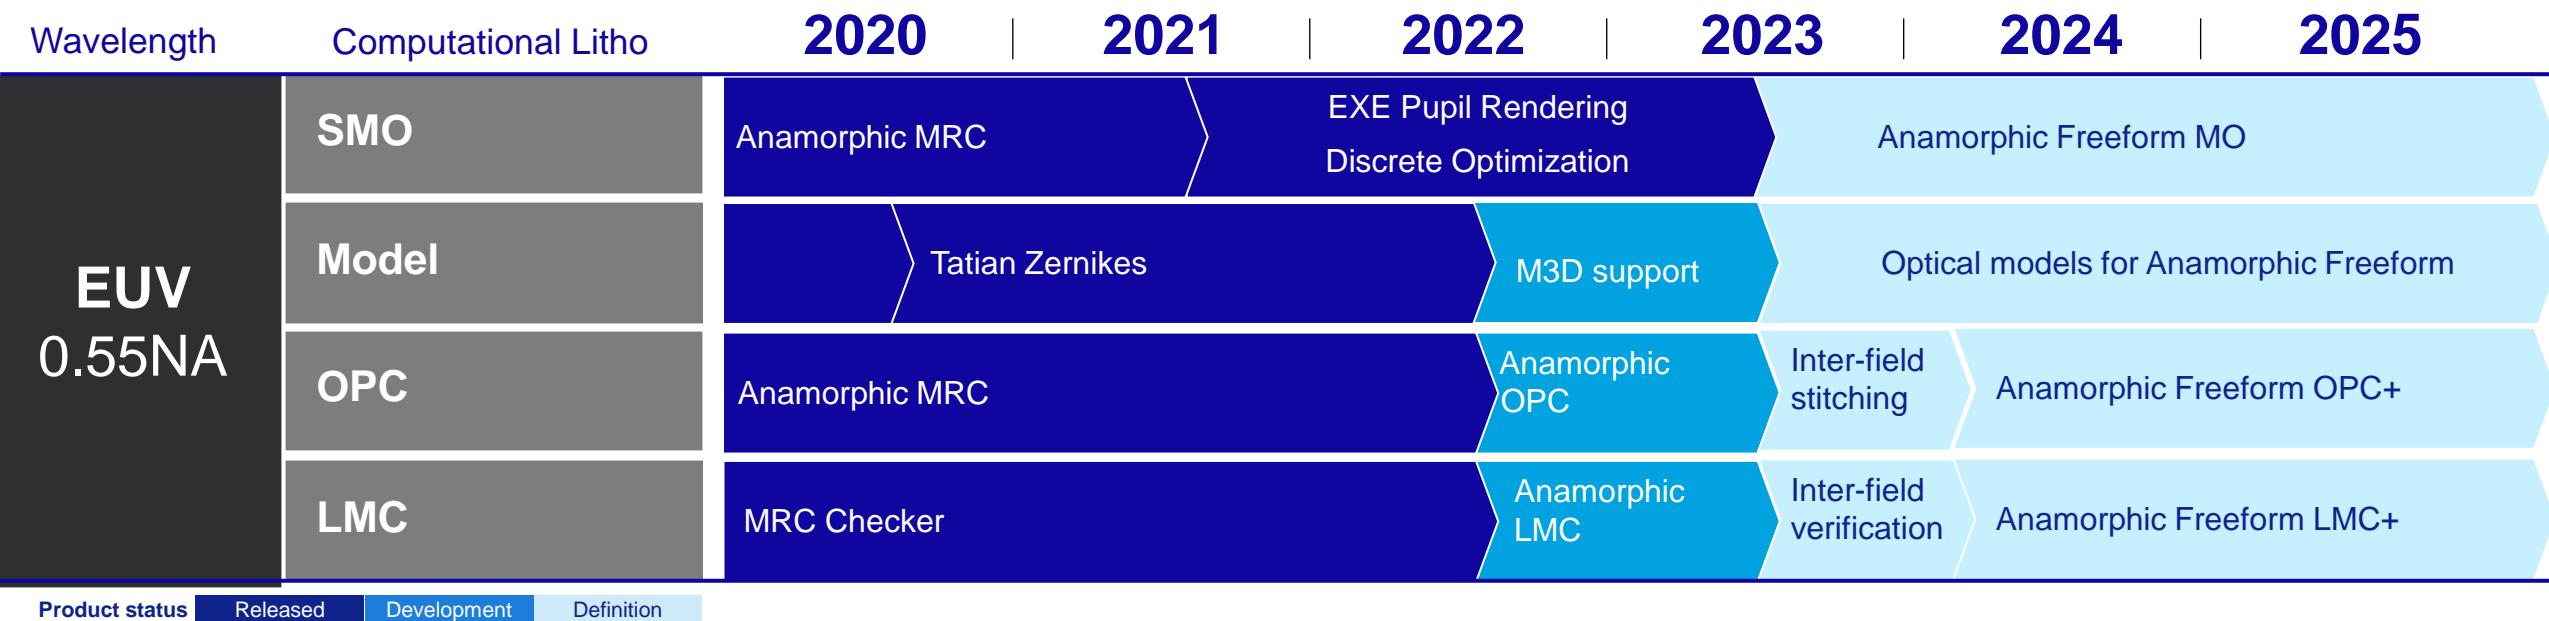 Wavelength
Computational Litho
2020
2021
2022
2023
2024
2025
EUV
0.55NA
SMO
Anamorphic MRC
EXE Pupil Rendering
Discrete Optimization
Anamorphic Freeform MO
Model
Tatian Zernikes
M3D support
Optical models for Anamorphic Freeform
OPC
Anamorphic MRC
Anamorphic
OPC
Inter-field
stitching
Anamorphic Freeform OPC+
LMC
MRC Checker
Anamorphic
LMC
Inter-field
verification
Anamorphic Freeform LMC+
Product status
Released
Development
Definition